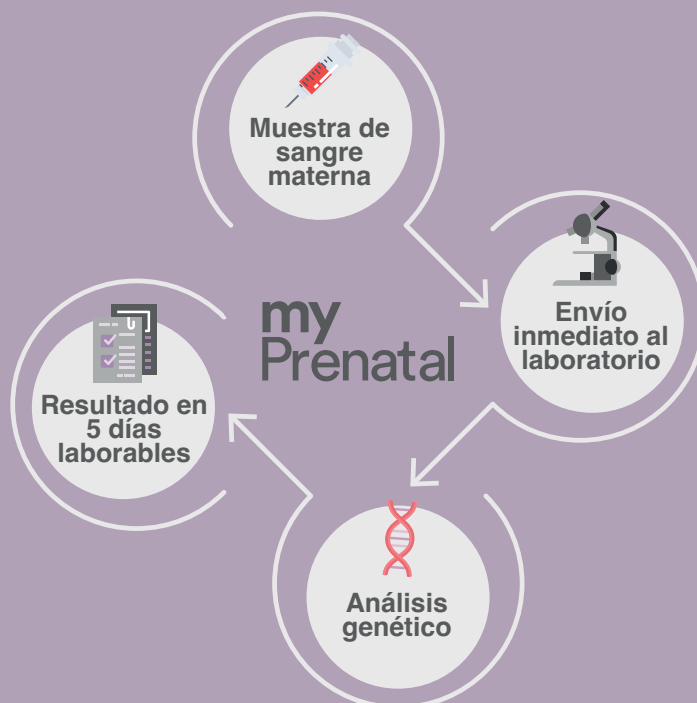 Muestra de
sangre
materna
Envío
inmediato al
laboratorio
my
Prenatal
Resultado en
5 días
laborables
Análisis
genético